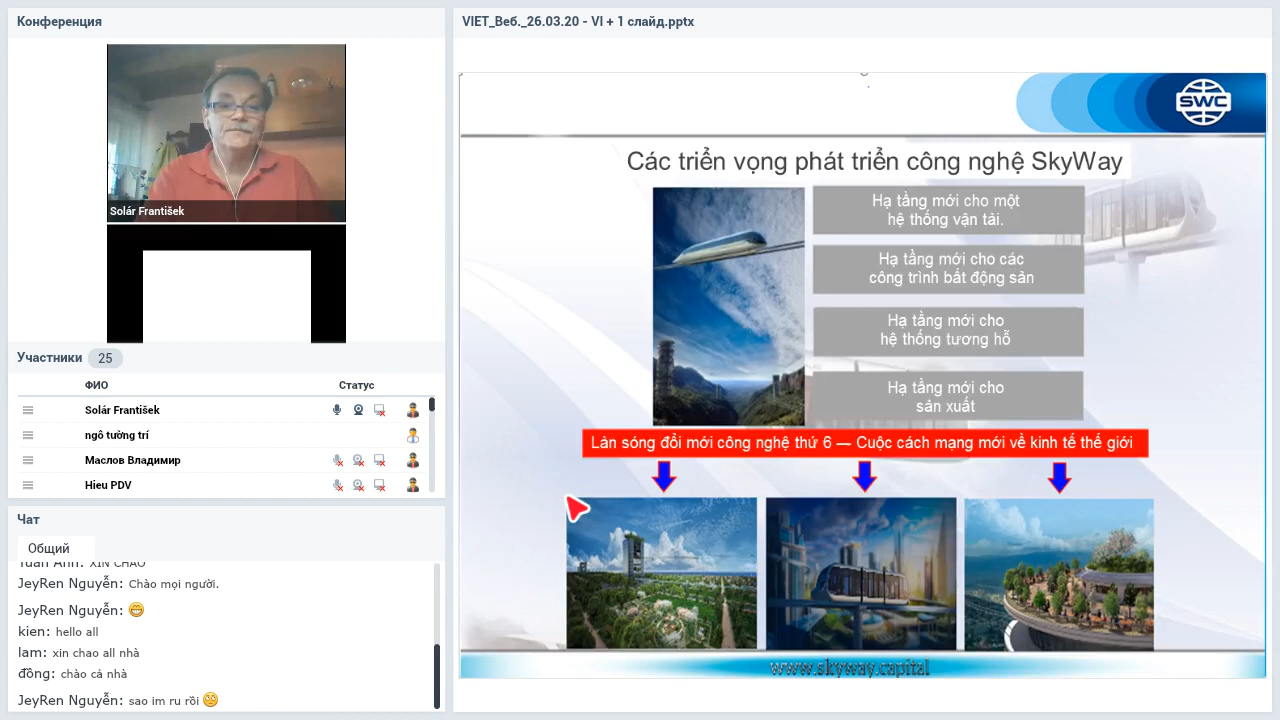 Конференция
Solár František
Участники 25
ФИО Статус
Solár František
ngô tường trí
Маслов Владимир
Hieu PDV
Чат
Общий
Tuấn Anh: XIN CHÀO
JeyRen Nguyễn: Chào mọi người.
JeyRen Nguyễn:
kien: hello all
lam: xin chao all nhà
đồng: chào cả nhà
JeyRen Nguyễn: sao im ru rồi
VIET_Веб._26.03.20 - VI + 1 слайд.pptx
SWC
Các triển vọng phát triển công nghệ SkyWay
Hạ tầng mới cho một
hệ thống vận tải.
Hạ tầng mới cho các
công trình bất động sản
Hạ tầng mới cho
hệ thống tương hỗ
Hạ tầng mới cho
sản xuất
Làn sóng đổi mới công nghệ thứ 6 — Cuộc cách mạng mới về kinh tế thế giới
www.skyway.capital